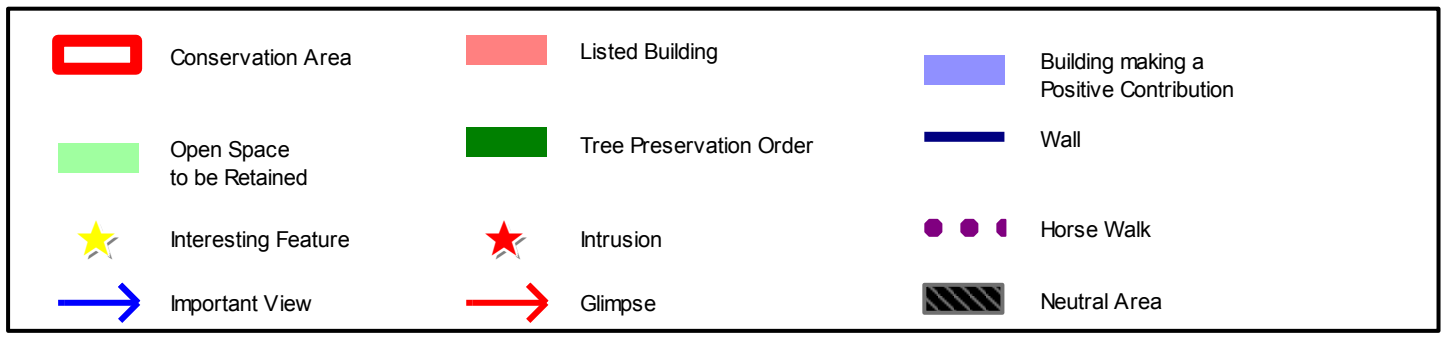 Conservation Area
Listed Building
Building making a
Positive Contribution
Open Space
to be Retained
Tree Preservation Order
Wall
Interesting Feature
Intrusion
Horse Walk
Important View
Glimpse
Neutral Area